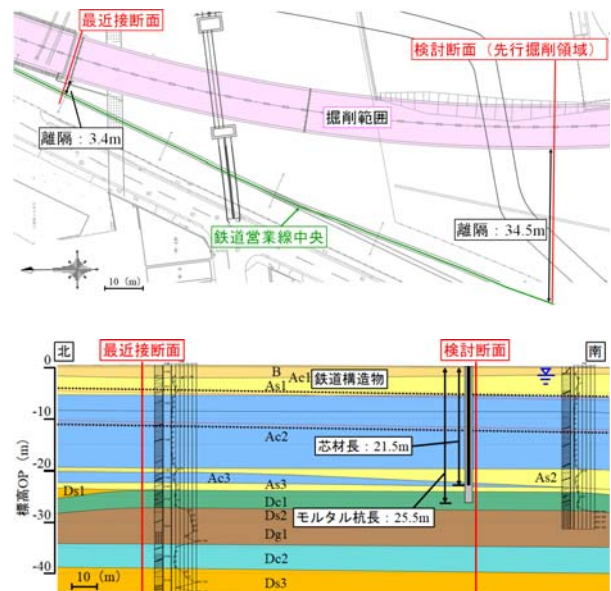 最近接断面
検討断面（先行掘削領域）
掘削範囲
離隔：3.4m
鉄道営業線中央
離隔：34.5m
10 (m)
北
最近接断面
検討断面
南
0
B
Ac1
鉄道構造物
As1
-10
芯材長：21.5m
Ac2
-20
Ac3
As2
As3
Ds1
Dc1
モルタル杭長：25.5m
Ds2
-30
Dg1
Dc2
-40
10 (m)
Ds3
標高OP（m）